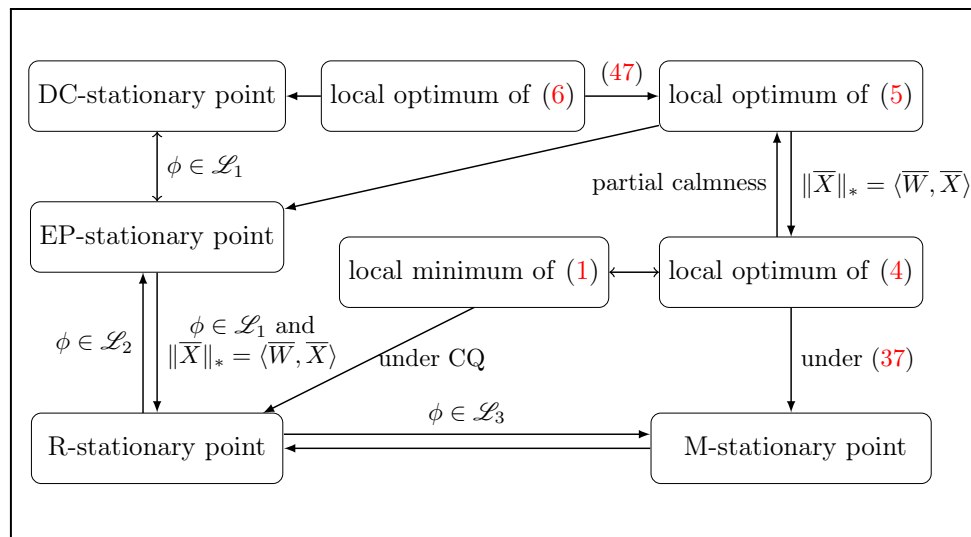 (47)
DC-stationary point
local optimum of (6)
local optimum of (5)
ϕ ∈ ℒ₁
partial calmness
‖X̅‖∗ = ⟨W̅, X̅⟩
EP-stationary point
local minimum of (1)
local optimum of (4)
ϕ ∈ ℒ₂
ϕ ∈ ℒ₁ and
‖X̅‖∗ = ⟨W̅, X̅⟩
under CQ
under (37)
ϕ ∈ ℒ₃
R-stationary point
M-stationary point